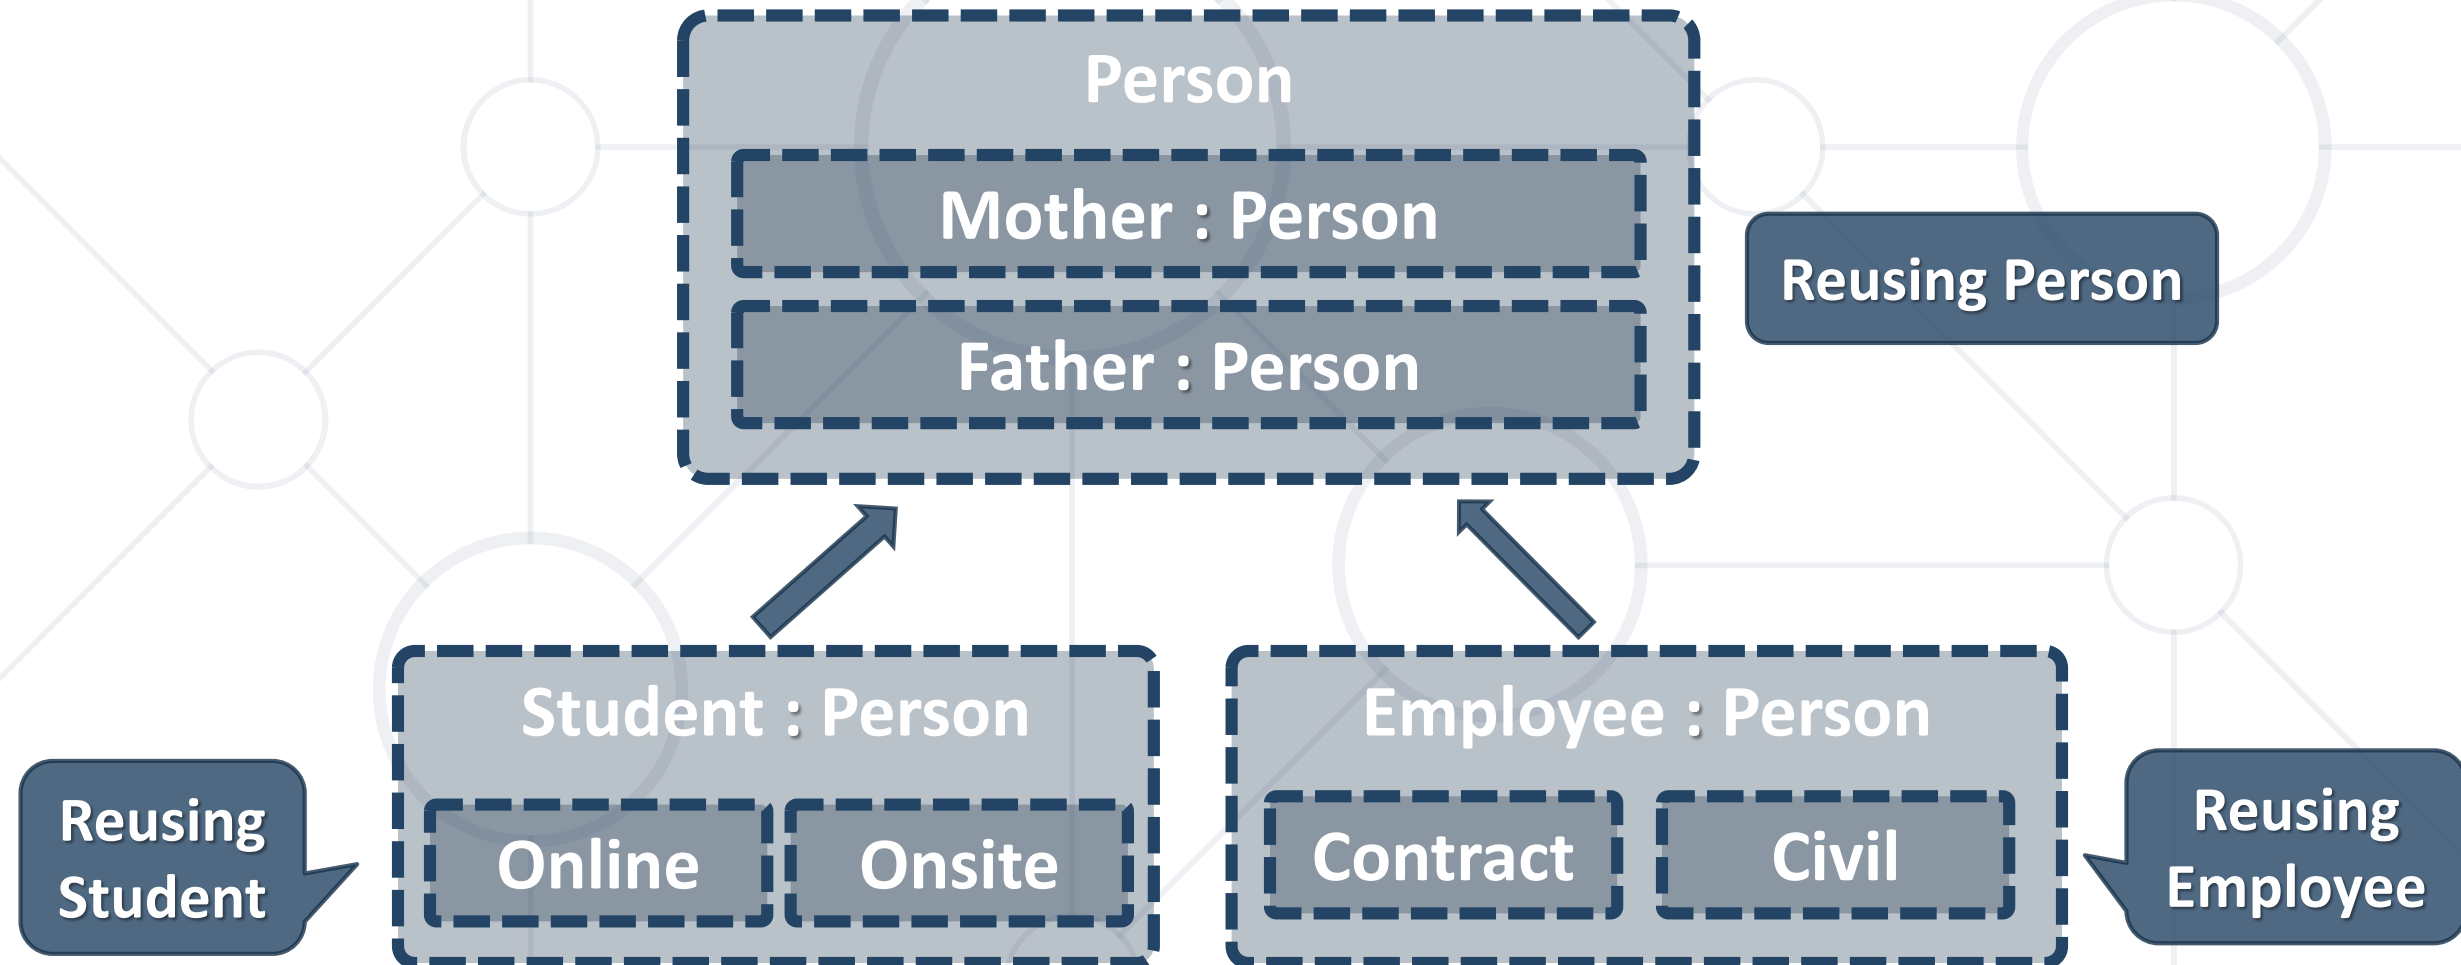 Person
Mother : Person
Father : Person
Reusing Person
Student : Person
Employee : Person
Reusing
Student
Online
Onsite
Contract
Civil
Reusing
Employee